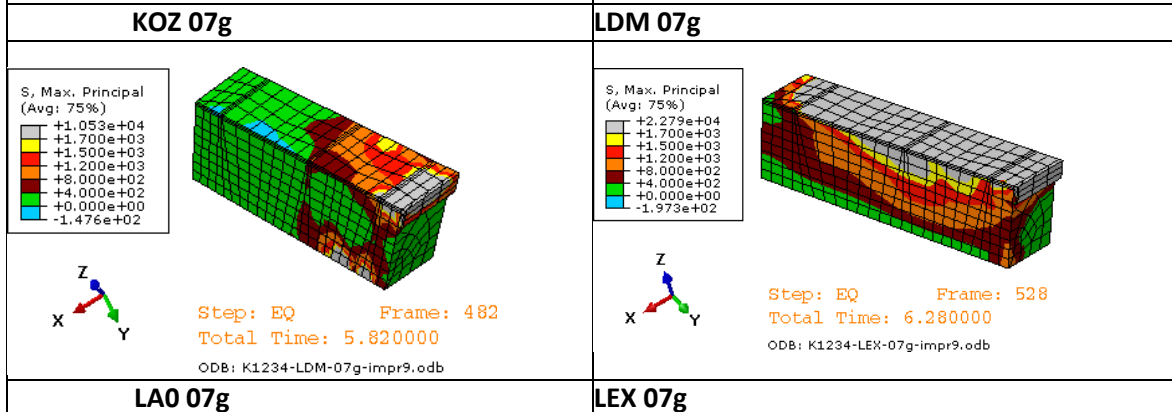 KOZ 07g
LDM 07g
S, Max. Principal
(Avg: 75%)
+1.053e+04
+1.700e+03
+1.500e+03
+1.200e+03
+8.000e+02
+4.000e+02
+0.000e+00
-1.476e+02
Z
X
Y
Step: EQ Frame: 482
Total Time: 5.820000
ODB: K1234-LDM-07g-impr9.odb
S, Max. Principal
(Avg: 75%)
+2.279e+04
+1.700e+03
+1.500e+03
+1.200e+03
+8.000e+02
+4.000e+02
+0.000e+00
-1.973e+02
Z
X
Y
Step: EQ Frame: 528
Total Time: 6.280000
ODB: K1234-LEX-07g-impr9.odb
LA0 07g
LEX 07g